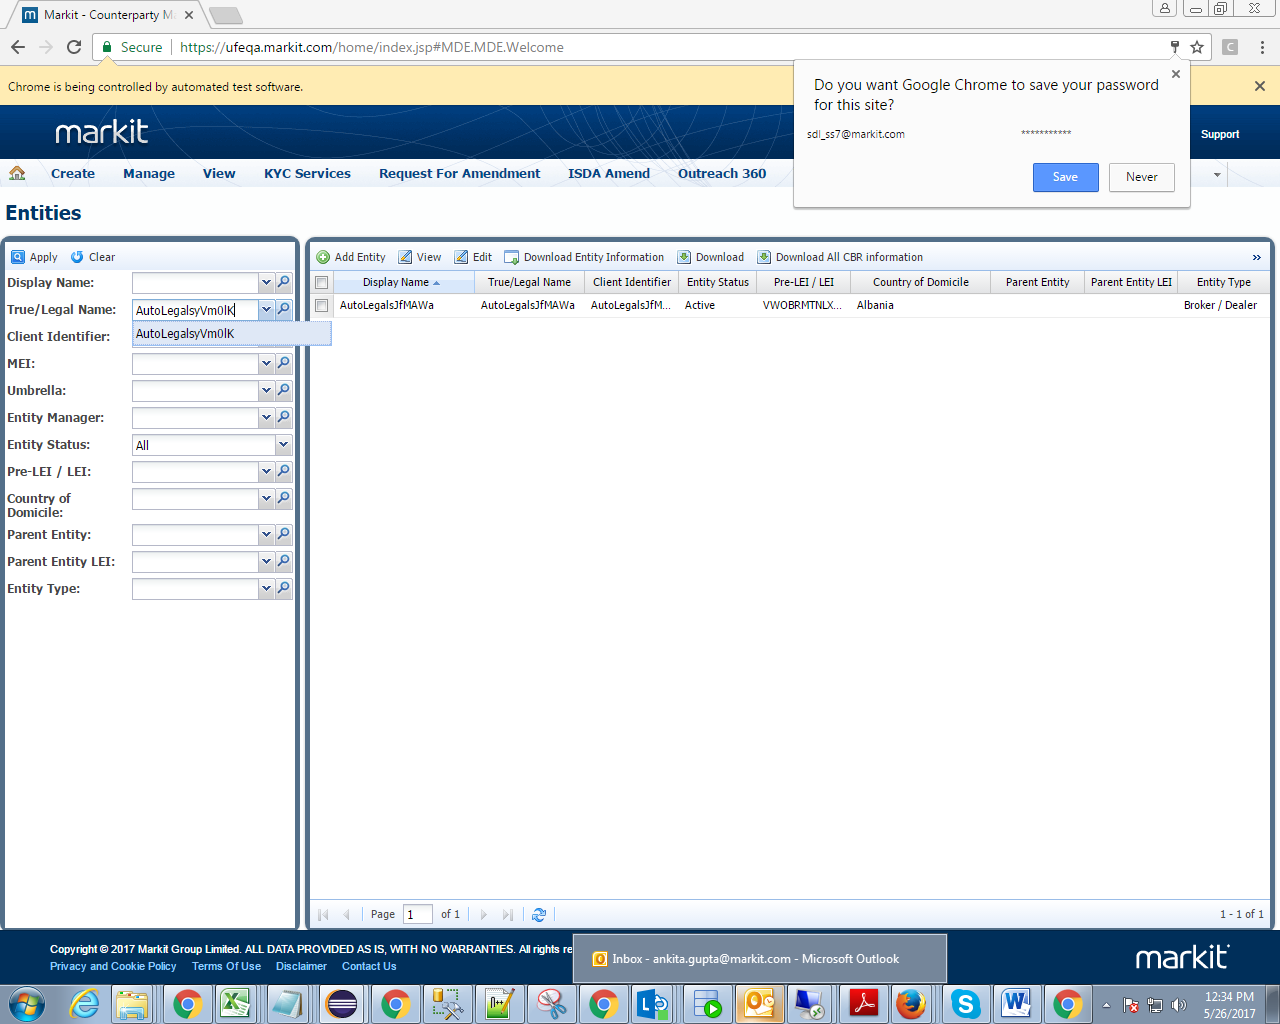 Markit - Counterparty M
Secure
https://ufeqa.markit.com/home/index.jsp#MDE.MDE.Welcome
C
Chrome is being controlled by automated test software.
Do you want Google Chrome to save your password
for this site?
sdl_ss7@markit.com
***********
Save
Never
markit
Support
Create
Manage
View
KYC Services
Request For Amendment
ISDA Amend
Outreach 360
Entities
Apply
Clear
Display Name:
True/Legal Name: AutoLegalsyVm0lK
AutoLegalsyVm0lK
Client Identifier:
MEI:
Umbrella:
Entity Manager:
Entity Status: All
Pre-LEI / LEI:
Country of
Domicile:
Parent Entity:
Parent Entity LEI:
Entity Type:
Add Entity View Edit Download Entity Information Download Download All CBR information »
Display Name True/Legal Name Client Identifier Entity Status Pre-LEI / LEI Country of Domicile Parent Entity Parent Entity LEI Entity Type
AutoLegalsJfMAWa AutoLegalsJfMAWa AutoLegalsJfM... Active VWOBRMTNLX... Albania Broker / Dealer
Page 1 of 1
1 - 1 of 1
Copyright © 2017 Markit Group Limited. ALL DATA PROVIDED AS IS, WITH NO WARRANTIES. All rights re
Privacy and Cookie Policy Terms Of Use Disclaimer Contact Us
Inbox - ankita.gupta@markit.com - Microsoft Outlook
markit
12:34 PM
5/26/2017